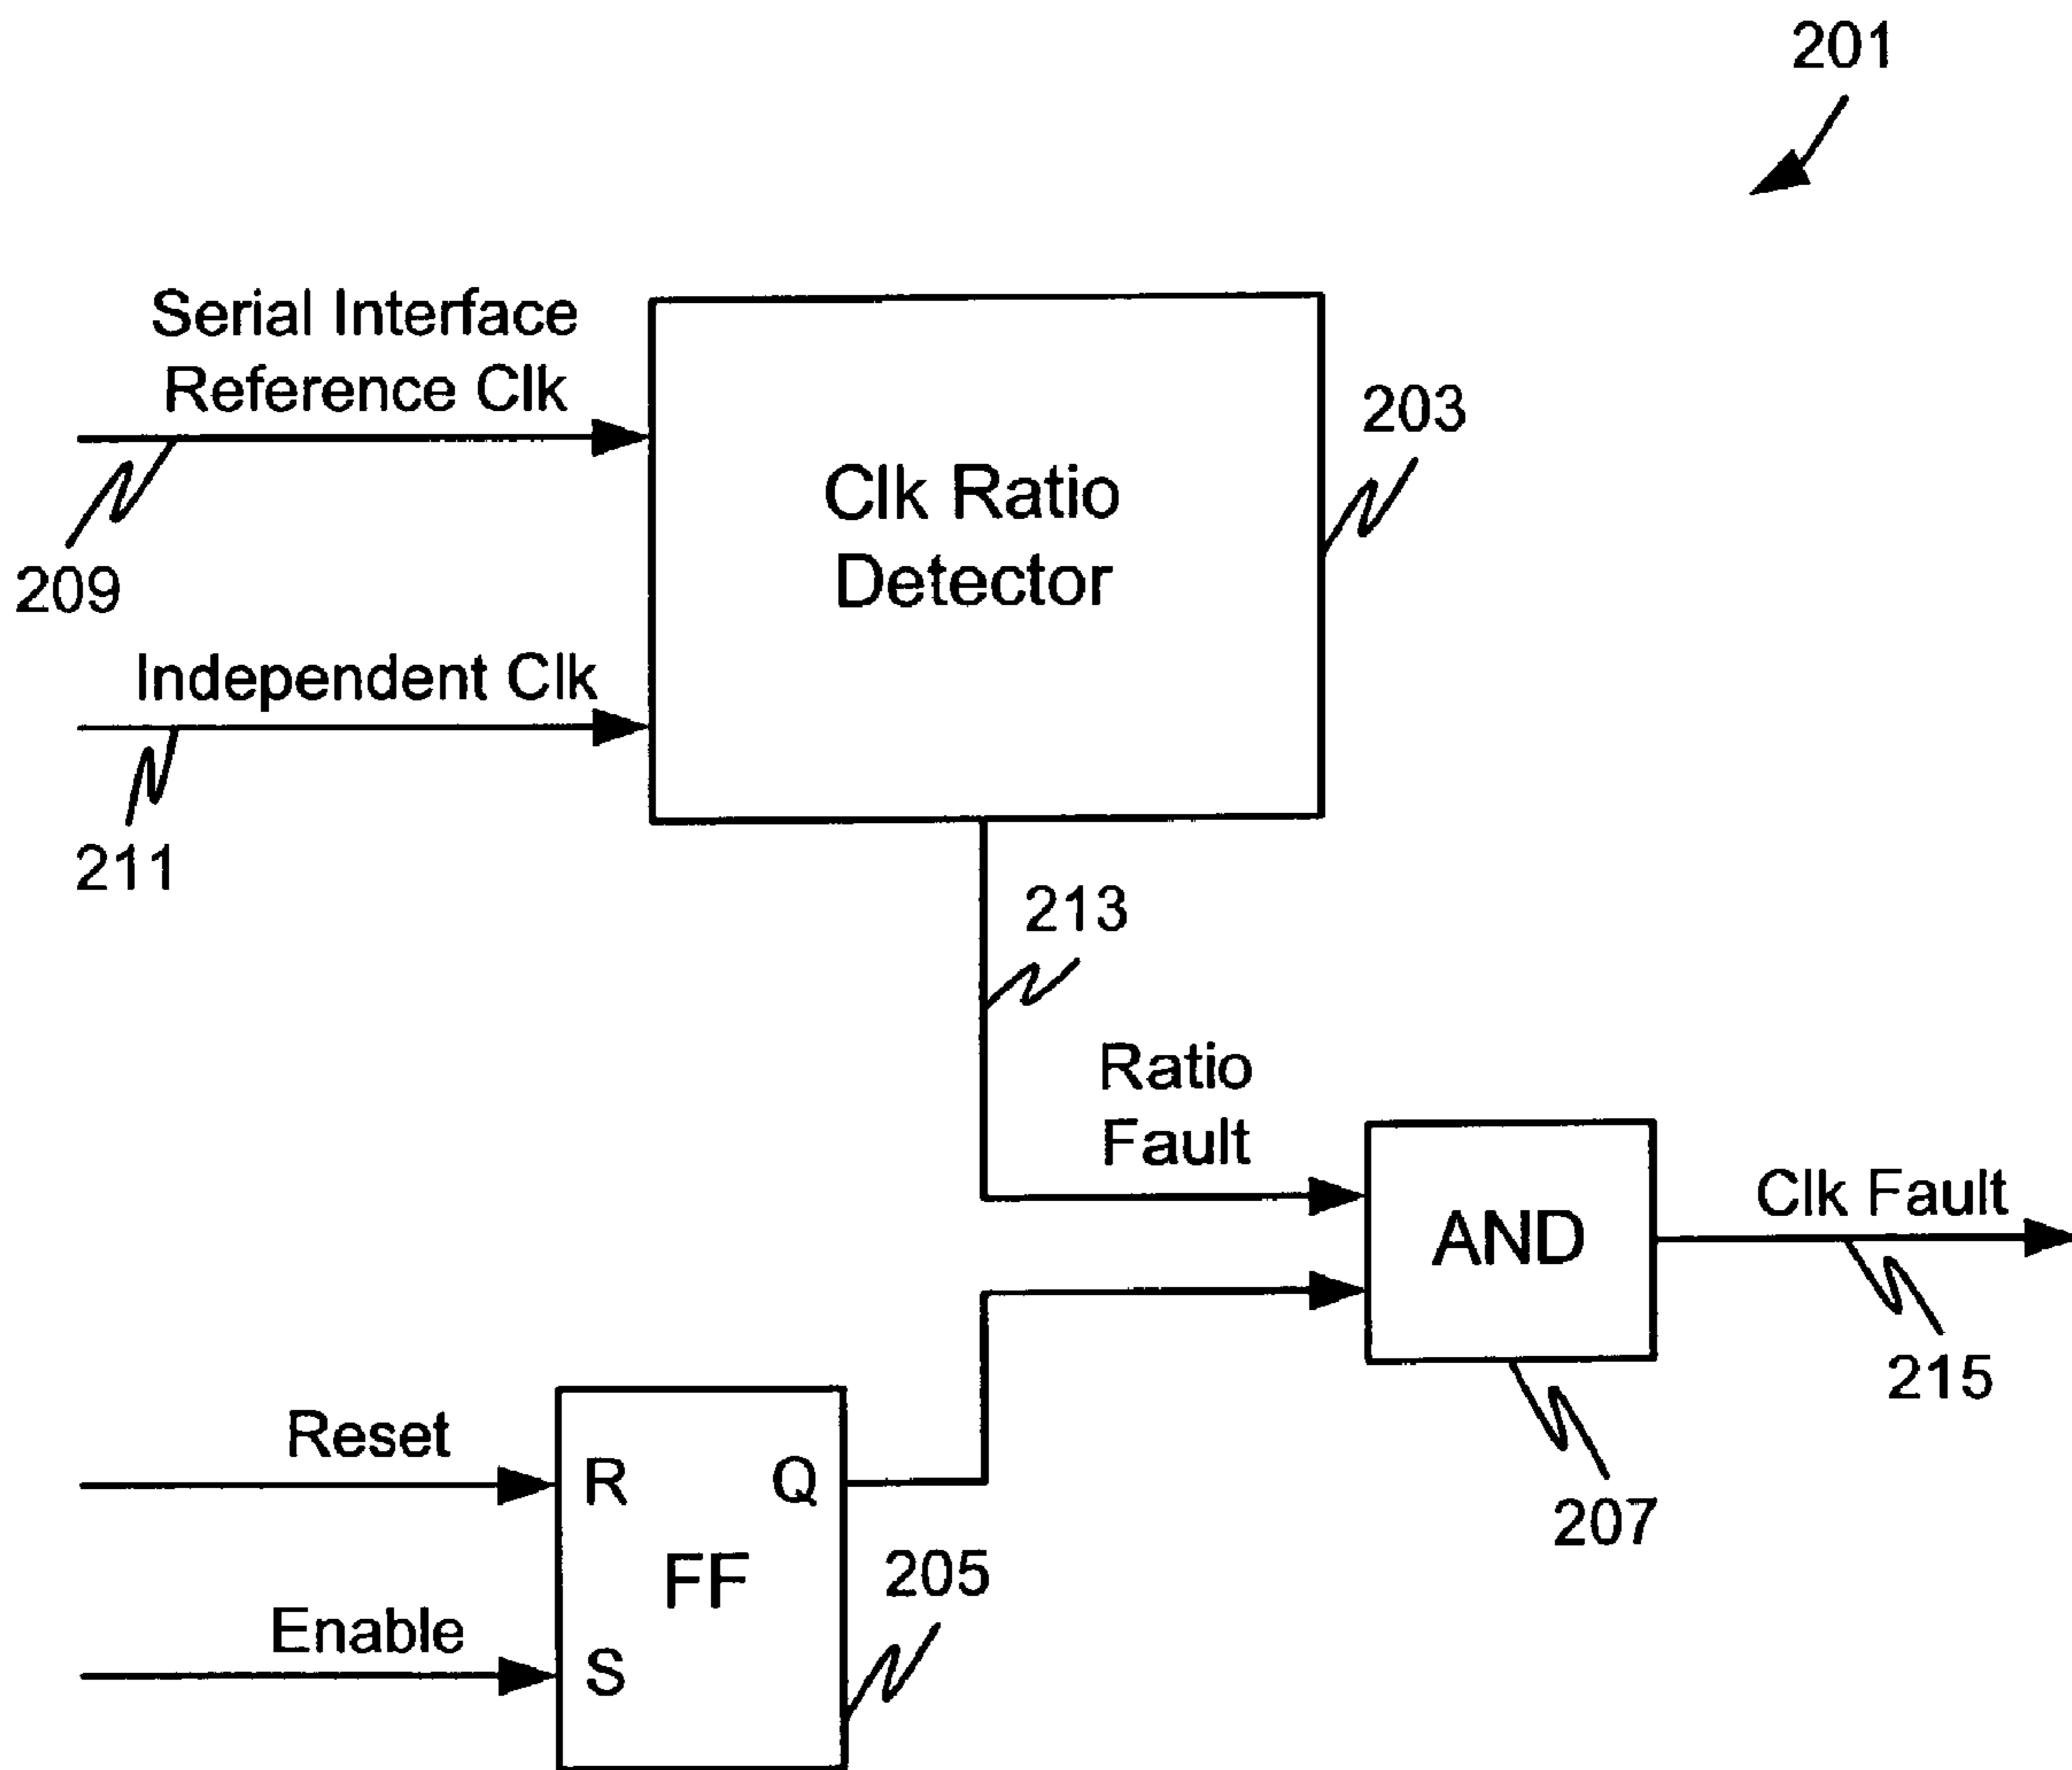 201
Serial Interface
Reference Clk
203
Clk Ratio
Detector
209
Independent Clk
211
213
Ratio
Fault
AND
Clk Fault
215
Reset
R
Q
207
FF
205
Enable
S